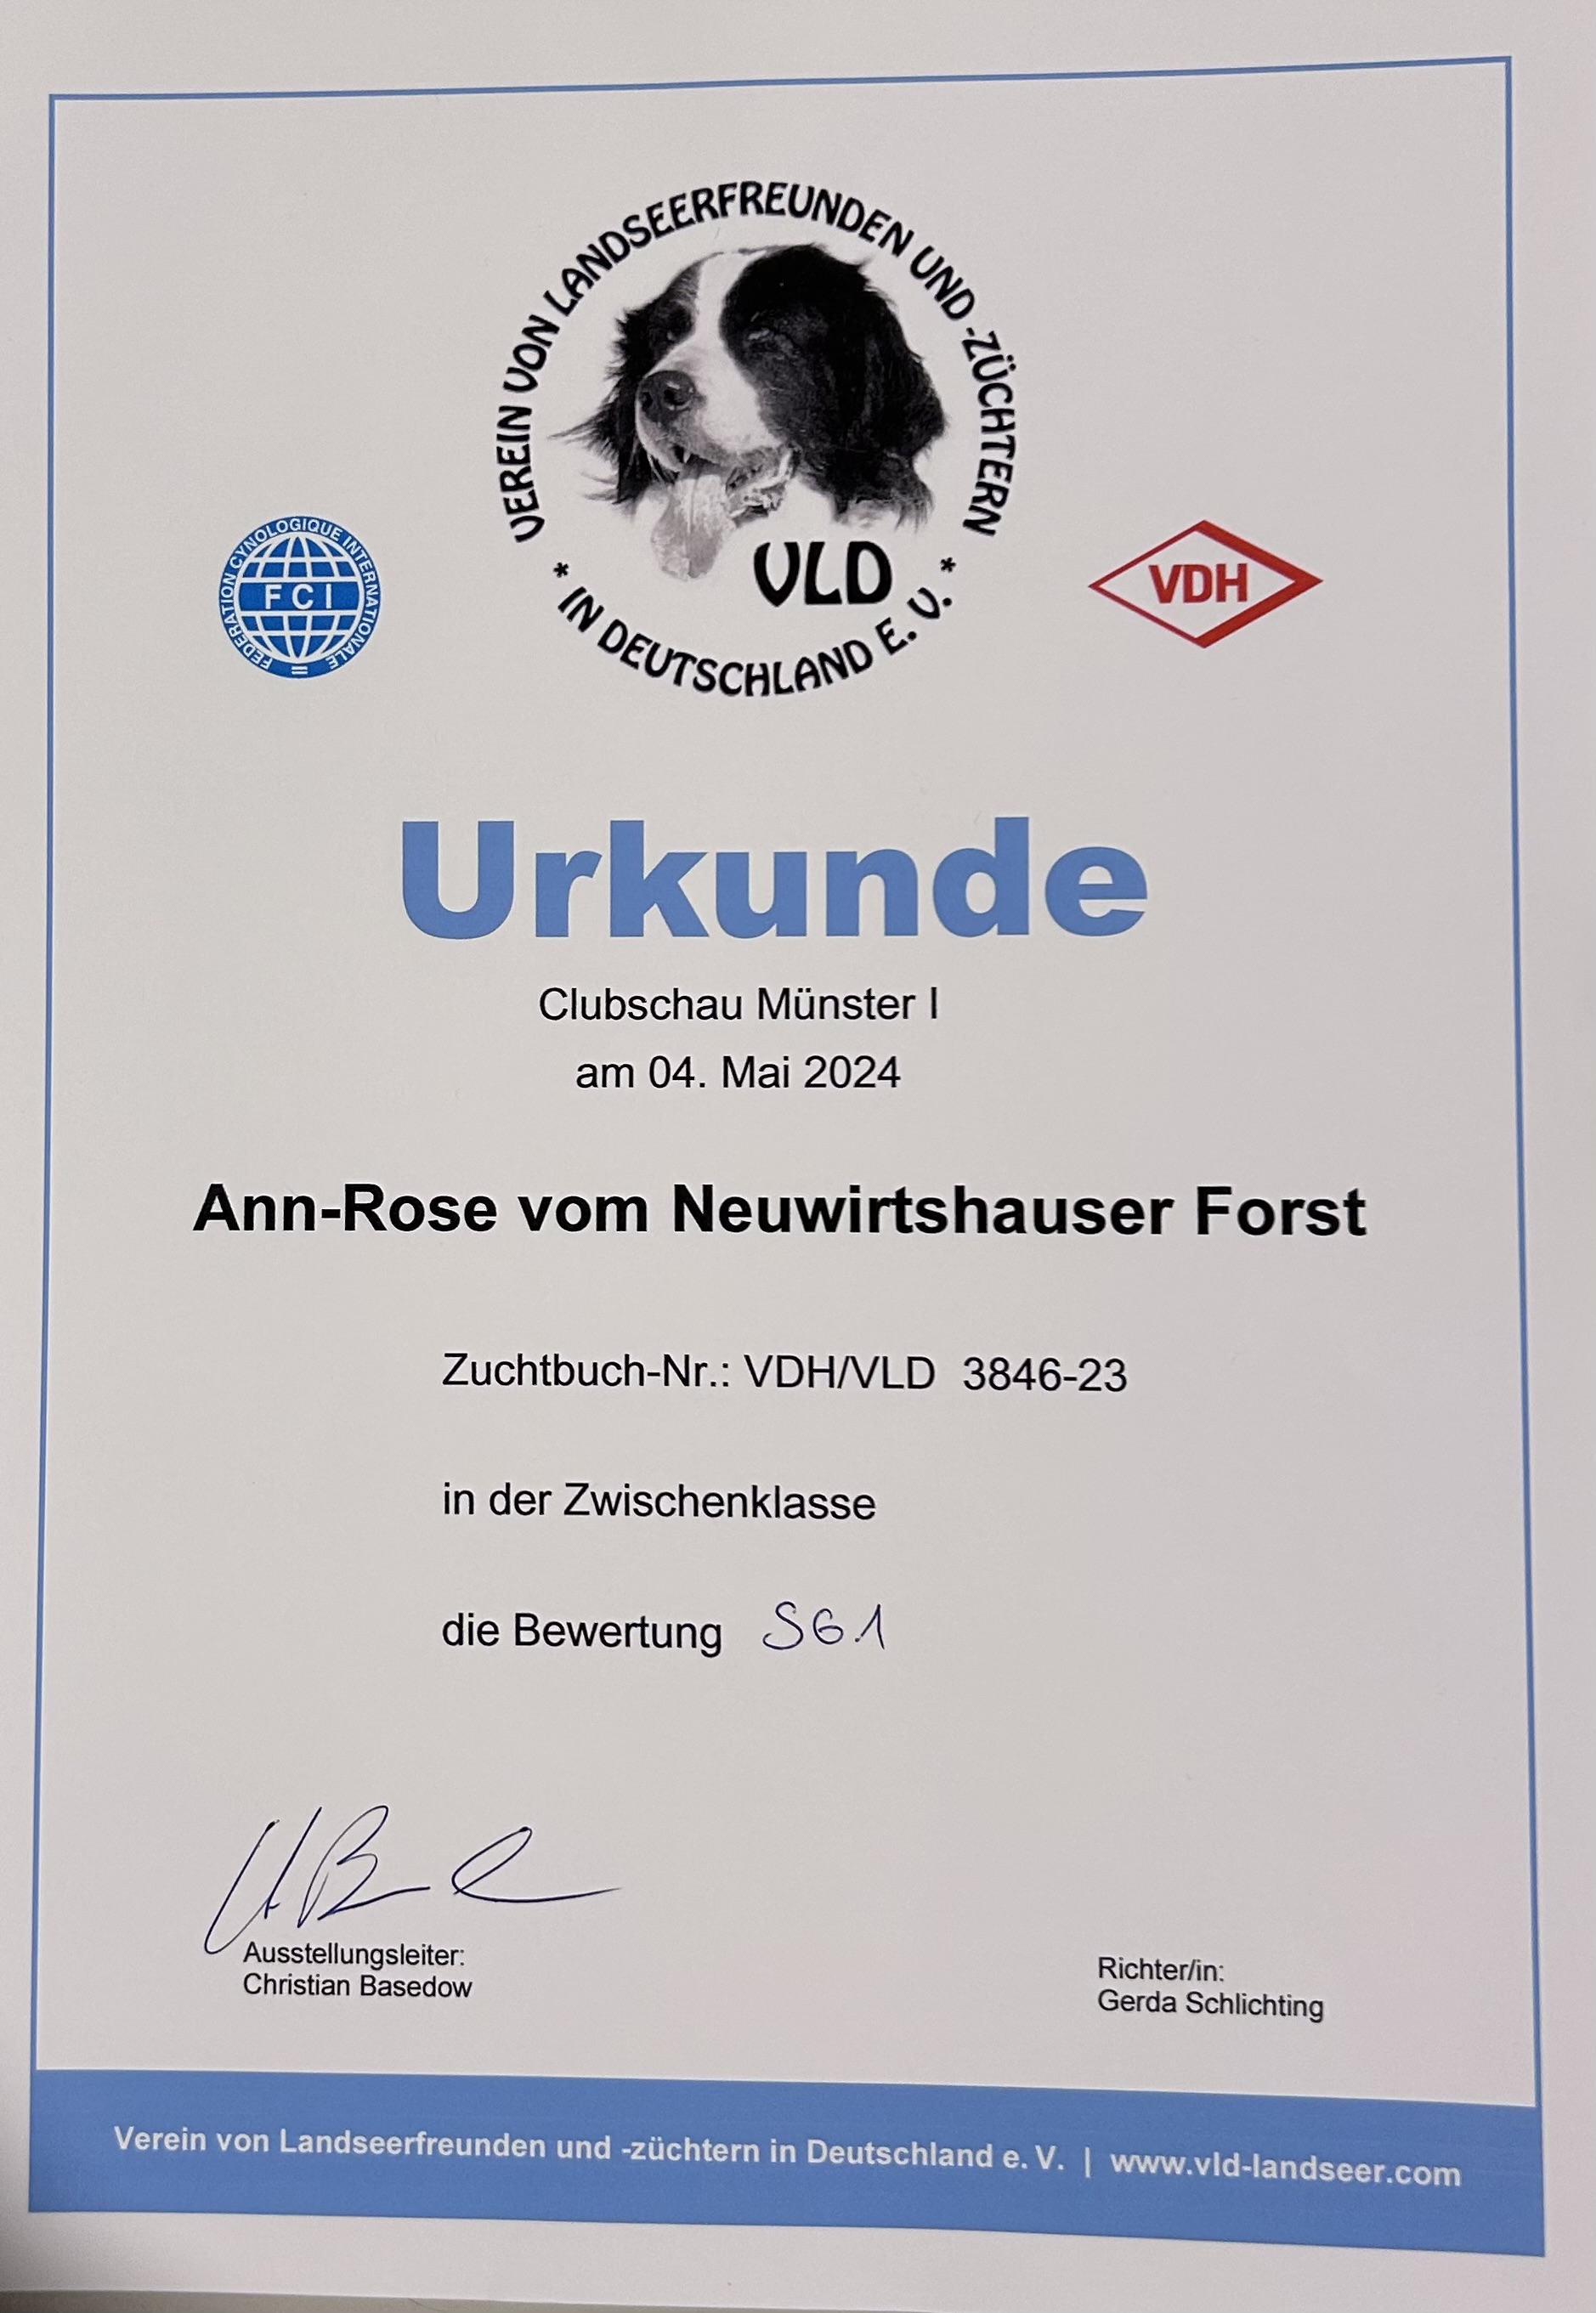 VEREIN VON LANDSEERFREUNDEN UND -ZÜCHTERN
* IN DEUTSCHLAND E. V. *
VLD
FEDERATION CYNOLOGIQUE INTERNATIONALE
FCI
VDH
Urkunde
Clubschau Münster I
am 04. Mai 2024
Ann-Rose vom Neuwirtshauser Forst
Zuchtbuch-Nr.: VDH/VLD 3846-23
in der Zwischenklasse
die Bewertung SG1
Ausstellungsleiter:
Christian Basedow
Richter/in:
Gerda Schlichting
Verein von Landseerfreunden und -züchtern in Deutschland e. V. | www.vld-landseer.com